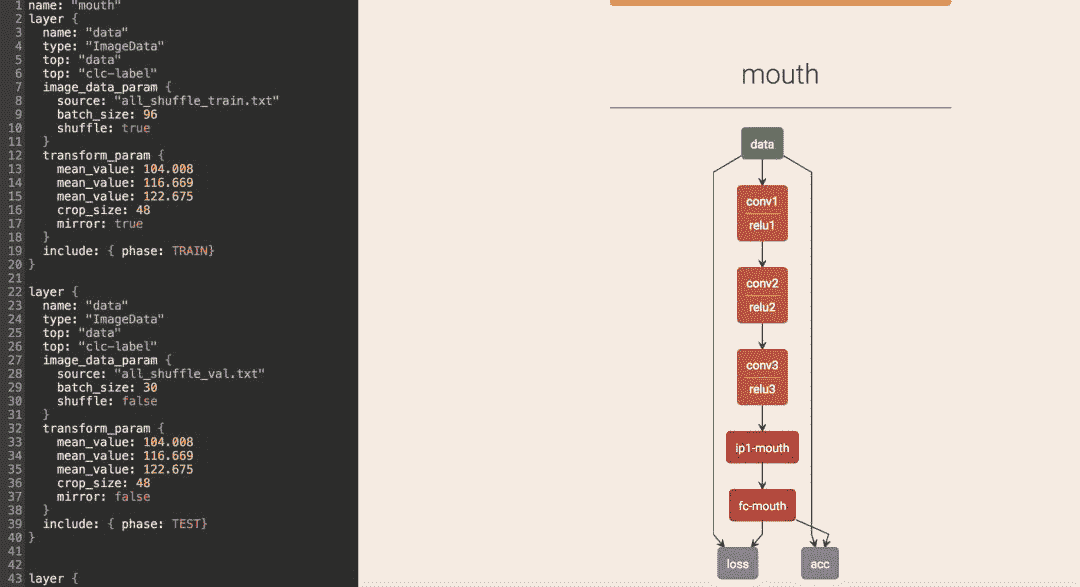 1 name: "mouth"
2 layer {
3 name: "data"
4 type: "ImageData"
5 top: "data"
6 top: "clc-label"
7 image_data_param {
8 source: "all_shuffle_train.txt"
9 batch_size: 96
10 shuffle: true
11 }
12 transform_param {
13 mean_value: 104.008
14 mean_value: 116.669
15 mean_value: 122.675
16 crop_size: 48
17 mirror: true
18 }
19 include: { phase: TRAIN}
20 }
21
22 layer {
23 name: "data"
24 type: "ImageData"
25 top: "data"
26 top: "clc-label"
27 image_data_param {
28 source: "all_shuffle_val.txt"
29 batch_size: 30
30 shuffle: false
31 }
32 transform_param {
33 mean_value: 104.008
34 mean_value: 116.669
35 mean_value: 122.675
36 crop_size: 48
37 mirror: false
38 }
39 include: { phase: TEST}
40 }
41
42
43 layer {
mouth
data
conv1
relu1
conv2
relu2
conv3
relu3
ip1-mouth
fc-mouth
loss
acc